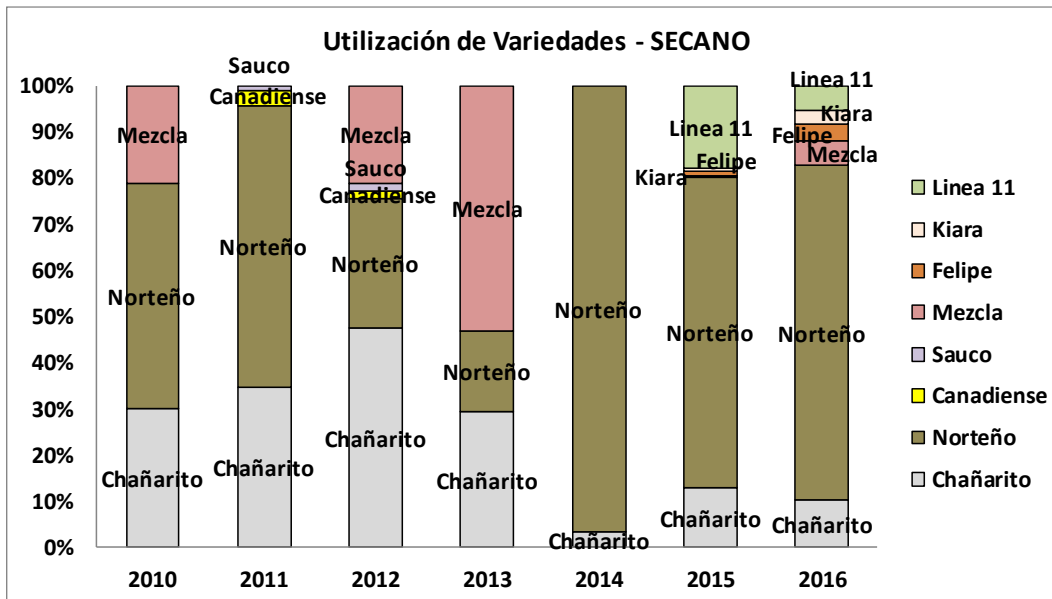 Utilización de Variedades - SECANO
100%
90%
80%
70%
60%
50%
40%
30%
20%
10%
0%
Mezcla
Norteño
Chañarito
Sauco
Canadiense
Norteño
Chañarito
Mezcla
Sauco
Canadiense
Norteño
Chañarito
Mezcla
Norteño
Chañarito
Norteño
Chañarito
Linea 11
Felipe
Kiara
Norteño
Chañarito
Linea 11
Kiara
Felipe
Mezcla
Norteño
Chañarito
2010 2011 2012 2013 2014 2015 2016
Linea 11
Kiara
Felipe
Mezcla
Sauco
Canadiense
Norteño
Chañarito